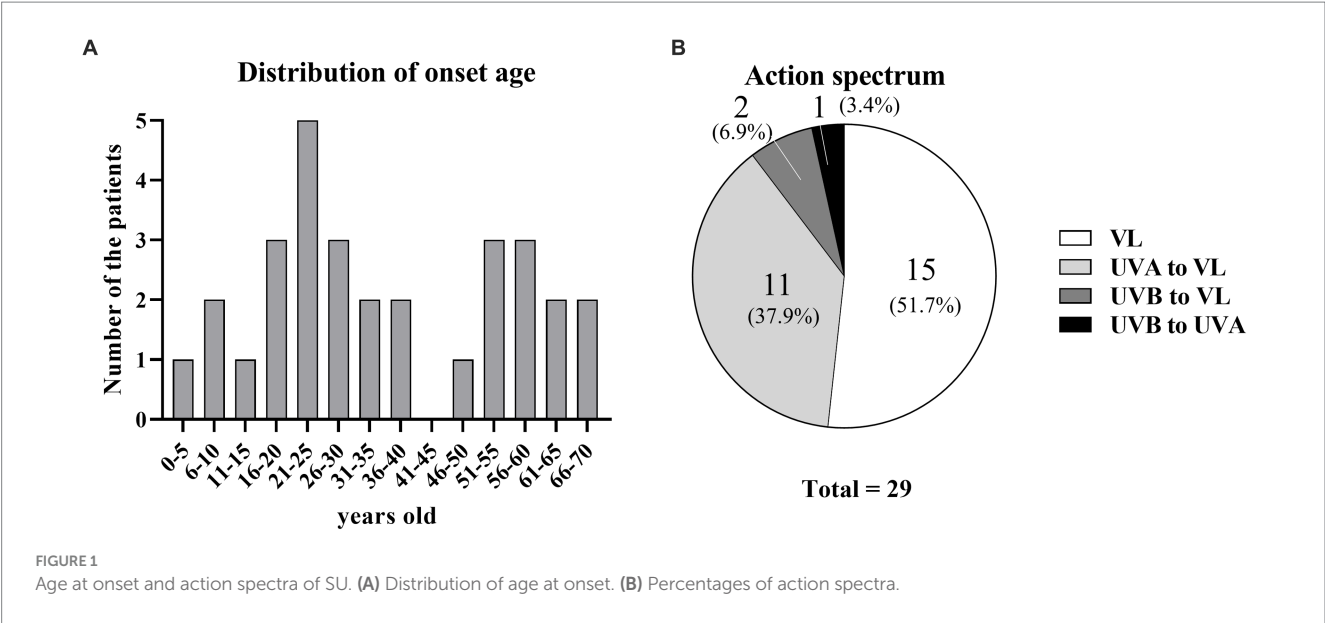 A
Distribution of onset age
Number of the patients
5
4
3
2
1
0
0-5
6-10
11-15
16-20
21-25
26-30
31-35
36-40
41-45
46-50
51-55
56-60
61-65
66-70
years old
B
Action spectrum
2
(6.9%)
1 (3.4%)
11
(37.9%)
15
(51.7%)
VL
UVA to VL
UVB to VL
UVB to UVA
Total = 29
FIGURE 1
Age at onset and action spectra of SU. (A) Distribution of age at onset. (B) Percentages of action spectra.